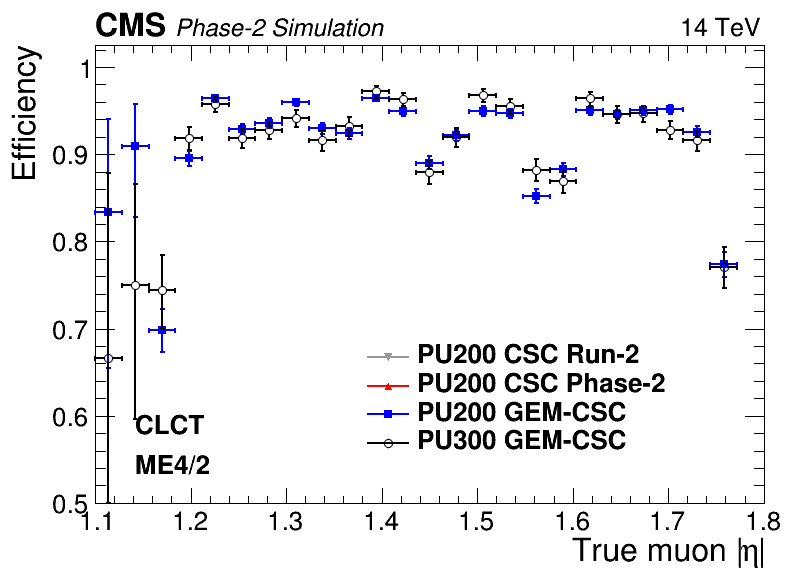 CMS Phase-2 Simulation 14 TeV
Efficiency
1
0.9
0.8
0.7
0.6
0.5
PU200 CSC Run-2
PU200 CSC Phase-2
PU200 GEM-CSC
PU300 GEM-CSC
CLCT
ME4/2
1.1 1.2 1.3 1.4 1.5 1.6 1.7 1.8
True muon |η|